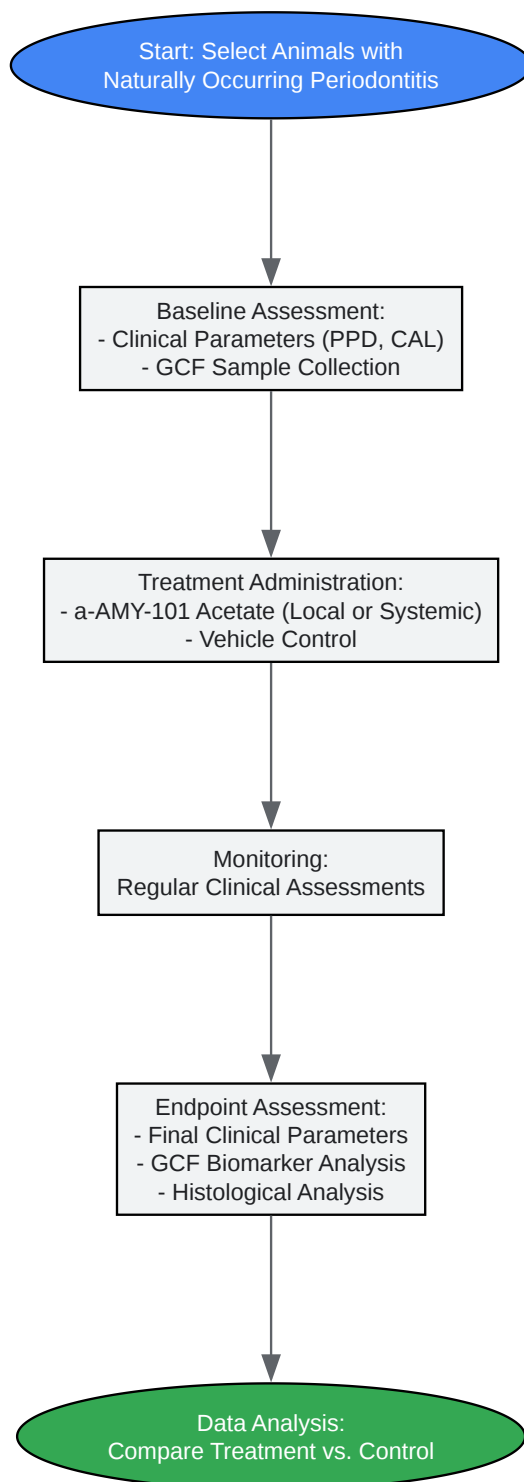 Start: Select Animals with
Naturally Occurring Periodontitis
Baseline Assessment:
- Clinical Parameters (PPD, CAL)
- GCF Sample Collection
Treatment Administration:
- a-AMY-101 Acetate (Local or Systemic)
- Vehicle Control
Monitoring:
Regular Clinical Assessments
Endpoint Assessment:
- Final Clinical Parameters
- GCF Biomarker Analysis
- Histological Analysis
Data Analysis:
Compare Treatment vs. Control